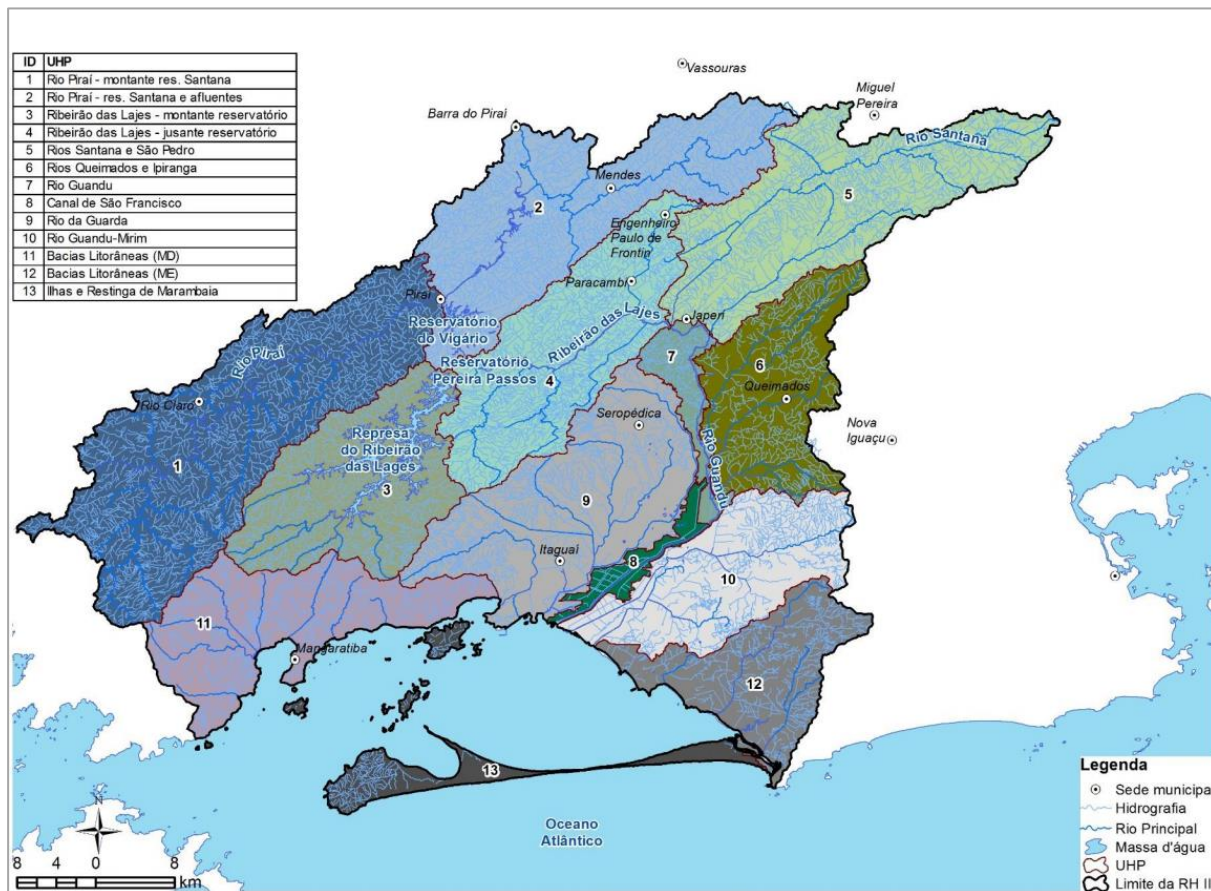 ID UHP
1 Rio Piraí - montante res. Santana
2 Rio Piraí - res. Santana e afluentes
3 Ribeirão das Lajes - montante reservatório
4 Ribeirão das Lajes - jusante reservatório
5 Rios Santana e São Pedro
6 Rios Queimados e Ipiranga
7 Rio Guandu
8 Canal de São Francisco
9 Rio da Guarda
10 Rio Guandu-Mirim
11 Bacias Litorâneas (MD)
12 Bacias Litorâneas (ME)
13 Ilhas e Restinga de Marambaia
Vassouras
Miguel
Pereira
Barra do Piraí
Rio Santana
Mendes
5
2
Engenheiro
Paulo de
Frontin
Paracambi
Piraí
Ribeirão das Lajes
Japeri
Reservatório
do Vigário
Rio Piraí
7
Reservatório
Pereira Passos
4
6
Queimados
Rio Claro
Seropédica
Nova
Iguaçu
Represa
do Ribeirão
das Lages
Rio Guandu
1
3
9
Itaguaí
8
10
11
Mangaratiba
12
13
Oceano
Atlântico
Legenda
Sede municipa
Hidrografia
Rio Principal
Massa d'água
UHP
Limite da RH II
N
8 4 0 8
km